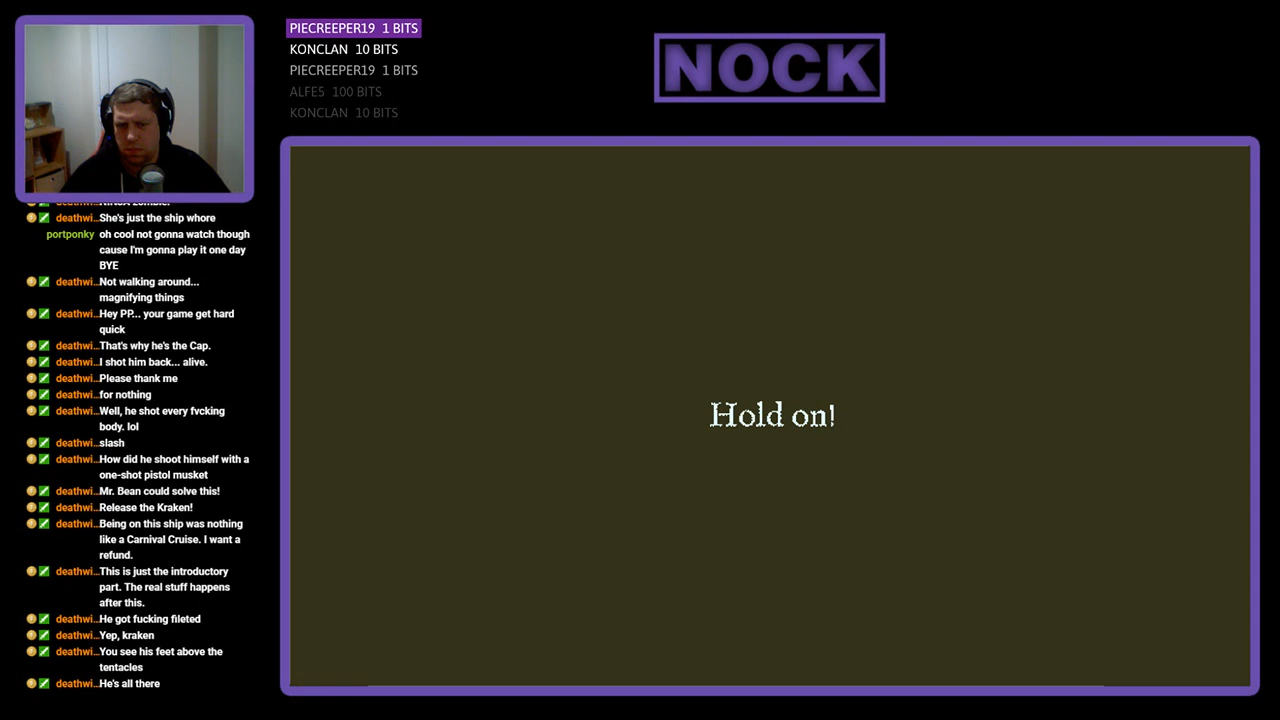 PIECREEPER19 1 BITS
KONCLAN 10 BITS
PIECREEPER19 1 BITS
ALFE5 100 BITS
KONCLAN 10 BITS
NOCK
deathwi...She's just the ship whore
portponky oh cool not gonna watch though
cause I'm gonna play it one day
BYE
deathwi...Not walking around...
magnifying things
deathwi...Hey PP... your game get hard
quick
deathwi...That's why he's the Cap.
deathwi...I shot him back... alive.
deathwi...Please thank me
deathwi...for nothing
deathwi...Well, he shot every fvcking
body. lol
deathwi...slash
deathwi...How did he shoot himself with a
one-shot pistol musket
deathwi...Mr. Bean could solve this!
deathwi...Release the Kraken!
deathwi...Being on this ship was nothing
like a Carnival Cruise. I want a
refund.
deathwi...This is just the introductory
part. The real stuff happens
after this.
deathwi...He got fucking fileted
deathwi...Yep, kraken
deathwi...You see his feet above the
tentacles
deathwi...He's all there
Hold on!